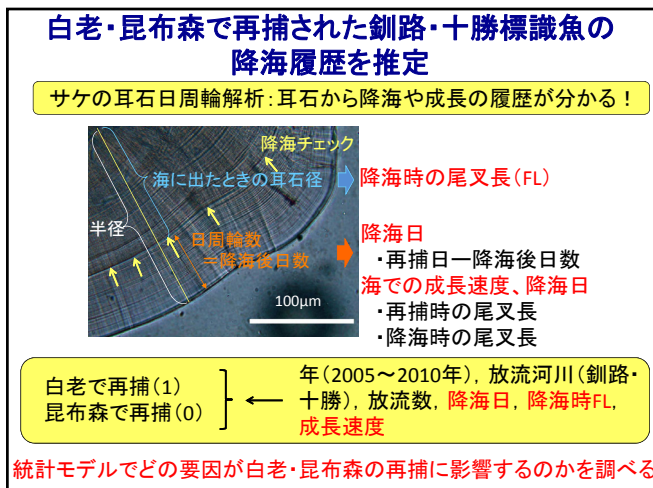 白老・昆布森で再捕された釧路・十勝標識魚の
降海履歴を推定
サケの耳石日周輪解析：耳石から降海や成長の履歴が分かる！
降海チェック
海に出たときの耳石径
半径
日周輪数
＝降海後日数
100μm
降海時の尾叉長（FL）
降海日
・再捕日ー降海後日数
海での成長速度、降海日
・再捕時の尾叉長
・降海時の尾叉長
白老で再捕（1）
昆布森で再捕（0）
年（2005～2010年），放流河川（釧路・
十勝），放流数，降海日，降海時FL，
成長速度
統計モデルでどの要因が白老・昆布森の再捕に影響するのかを調べる